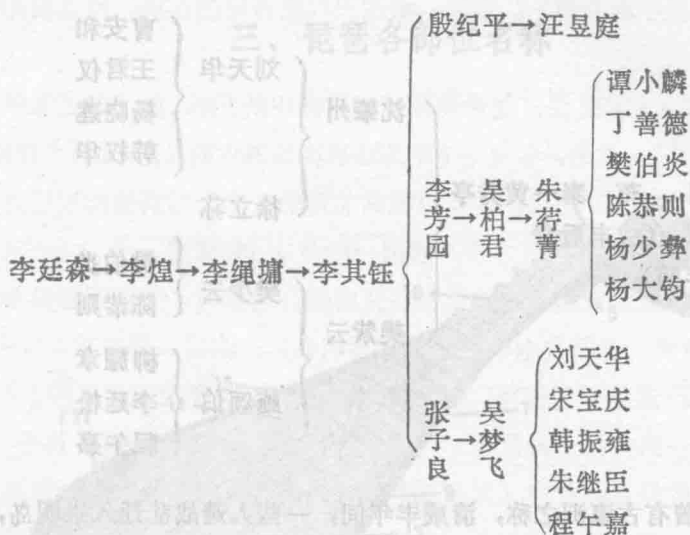 李廷森→李煌→李绳墉→李其钰
殷纪平→汪昱庭
李芳园→吴柏君→朱荇菁
谭小麟
丁善德
樊伯炎
陈恭则
杨少彝
杨大钧
张子良→吴梦飞
刘天华
宋宝庆
韩振雍
朱继臣
程午嘉